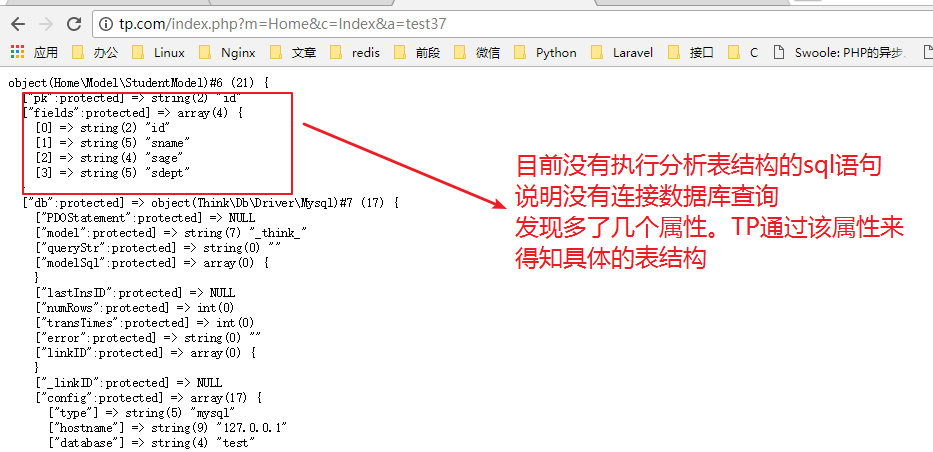 tp.com/index.php?m=Home&c=Index&a=test37
应用 办公 Linux Nginx 文章 redis 前段 微信 Python Laravel 接口 C Swoole: PHP的异步、
object(Home\Model\StudentModel)#6 (21) {
["pk":protected] => string(2) "id"
["fields":protected] => array(4) {
[0] => string(2) "id"
[1] => string(5) "sname"
[2] => string(4) "sage"
[3] => string(5) "sdept"
}
目前没有执行分析表结构的sql语句
说明没有连接数据库查询
发现多了几个属性。TP通过该属性来
得知具体的表结构
["db":protected] => object(Think\Db\Driver\Mysql)#7 (17) {
["PDOStatement":protected] => NULL
["model":protected] => string(7) "_think_"
["queryStr":protected] => string(0) ""
["modelSql":protected] => array(0) {
}
["lastInsID":protected] => NULL
["numRows":protected] => int(0)
["transTimes":protected] => int(0)
["error":protected] => string(0) ""
["linkID":protected] => array(0) {
}
["_linkID":protected] => NULL
["config":protected] => array(17) {
["type"] => string(5) "mysql"
["hostname"] => string(9) "127.0.0.1"
["database"] => string(4) "test"